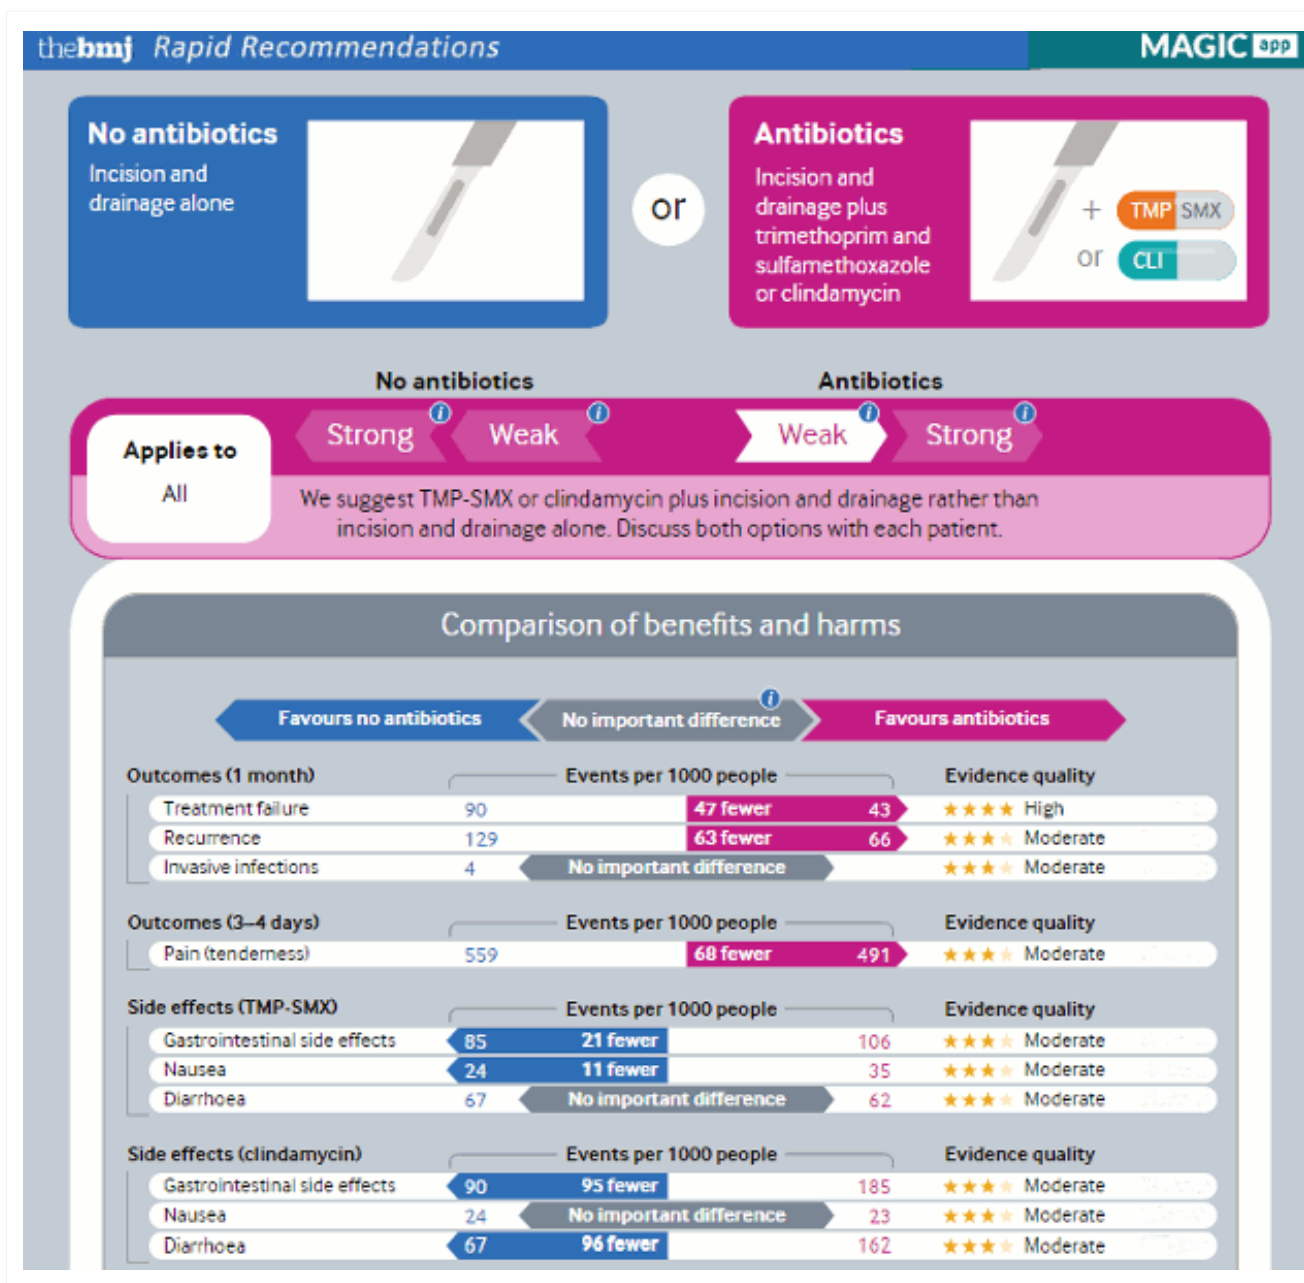 thebmj Rapid Recommendations
MAGIC app
No antibiotics
Incision and
drainage alone
or
Antibiotics
Incision and
drainage plus
trimethoprim and
sulfamethoxazole
or clindamycin
+ TMP SMX
or CLI
No antibiotics Antibiotics
Applies to
All
Strong i Weak i Weak i Strong i
We suggest TMP-SMX or clindamycin plus incision and drainage rather than
incision and drainage alone. Discuss both options with each patient.
Comparison of benefits and harms
Favours no antibiotics No important difference i Favours antibiotics
Outcomes (1 month) Events per 1000 people Evidence quality
Treatment failure 90 47 fewer 43 ★★★★ High
Recurrence 129 63 fewer 66 ★★★★ Moderate
Invasive infections 4 No important difference ★★★★ Moderate
Outcomes (3–4 days) Events per 1000 people Evidence quality
Pain (tenderness) 559 68 fewer 491 ★★★★ Moderate
Side effects (TMP-SMX) Events per 1000 people Evidence quality
Gastrointestinal side effects 85 21 fewer 106 ★★★★ Moderate
Nausea 24 11 fewer 35 ★★★★ Moderate
Diarrhoea 67 No important difference 62 ★★★★ Moderate
Side effects (clindamycin) Events per 1000 people Evidence quality
Gastrointestinal side effects 90 95 fewer 185 ★★★★ Moderate
Nausea 24 No important difference 23 ★★★★ Moderate
Diarrhoea 67 96 fewer 162 ★★★★ Moderate